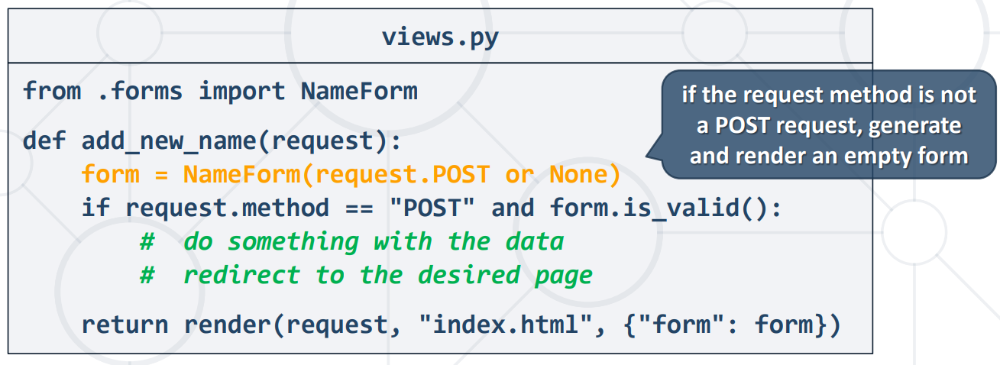 views.py
from .forms import NameForm
def add_new_name(request):
    form = NameForm(request.POST or None)
    if request.method == "POST" and form.is_valid():
        #  do something with the data
        #  redirect to the desired page
    return render(request, "index.html", {"form": form})
if the request method is not
a POST request, generate
and render an empty form